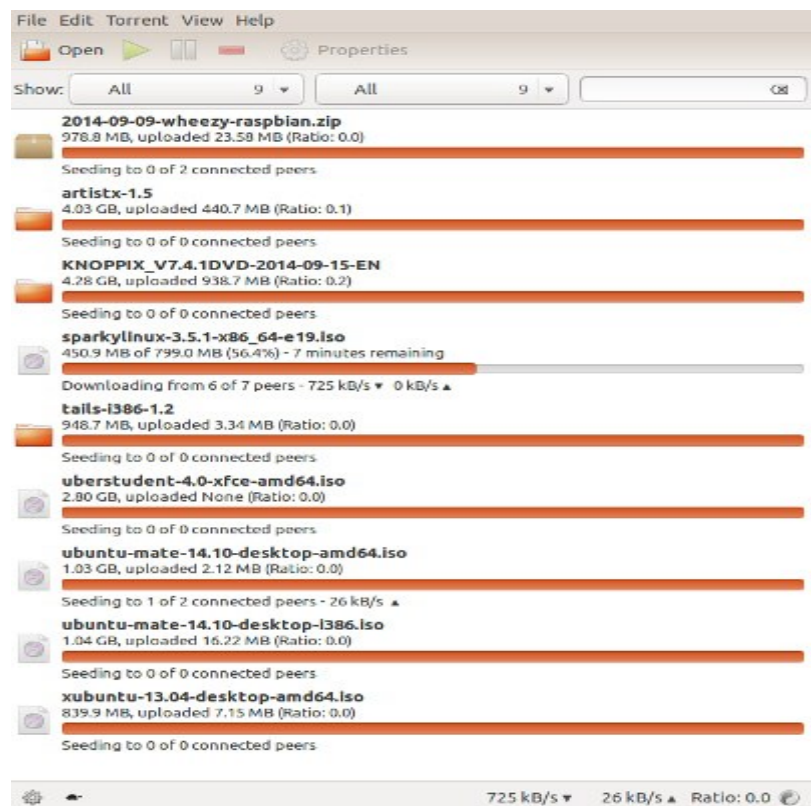 File Edit Torrent View Help
Open Properties
Show: All 9 All 9
2014-09-09-wheezy-raspbian.zip
978.8 MB, uploaded 23.58 MB (Ratio: 0.0)
Seeding to 0 of 2 connected peers
artistx-1.5
4.03 GB, uploaded 440.7 MB (Ratio: 0.1)
Seeding to 0 of 0 connected peers
KNOPPIX_V7.4.1DVD-2014-09-15-EN
4.28 GB, uploaded 938.7 MB (Ratio: 0.2)
Seeding to 0 of 0 connected peers
sparkylinux-3.5.1-x86_64-e19.iso
450.9 MB of 799.0 MB (56.4%) - 7 minutes remaining
Downloading from 6 of 7 peers - 725 kB/s ▼ 0 kB/s ▲
tails-i386-1.2
948.7 MB, uploaded 3.34 MB (Ratio: 0.0)
Seeding to 0 of 0 connected peers
uberstudent-4.0-xfce-amd64.iso
2.80 GB, uploaded None (Ratio: 0.0)
Seeding to 0 of 0 connected peers
ubuntu-mate-14.10-desktop-amd64.iso
1.03 GB, uploaded 2.12 MB (Ratio: 0.0)
Seeding to 1 of 2 connected peers - 26 kB/s ▲
ubuntu-mate-14.10-desktop-i386.iso
1.04 GB, uploaded 16.22 MB (Ratio: 0.0)
Seeding to 0 of 0 connected peers
xubuntu-13.04-desktop-amd64.iso
839.9 MB, uploaded 7.15 MB (Ratio: 0.0)
Seeding to 0 of 0 connected peers
725 kB/s ▼ 26 kB/s ▲ Ratio: 0.0